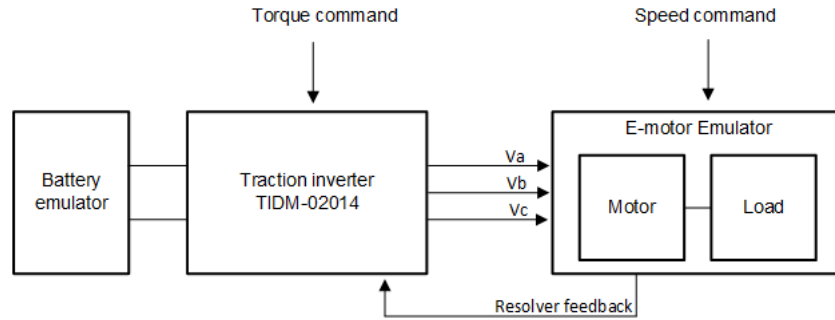 Torque command
Speed command
E-motor Emulator
Battery
emulator
Traction inverter
TIDM-02014
Va
Vb
Vc
Motor
Load
Resolver feedback